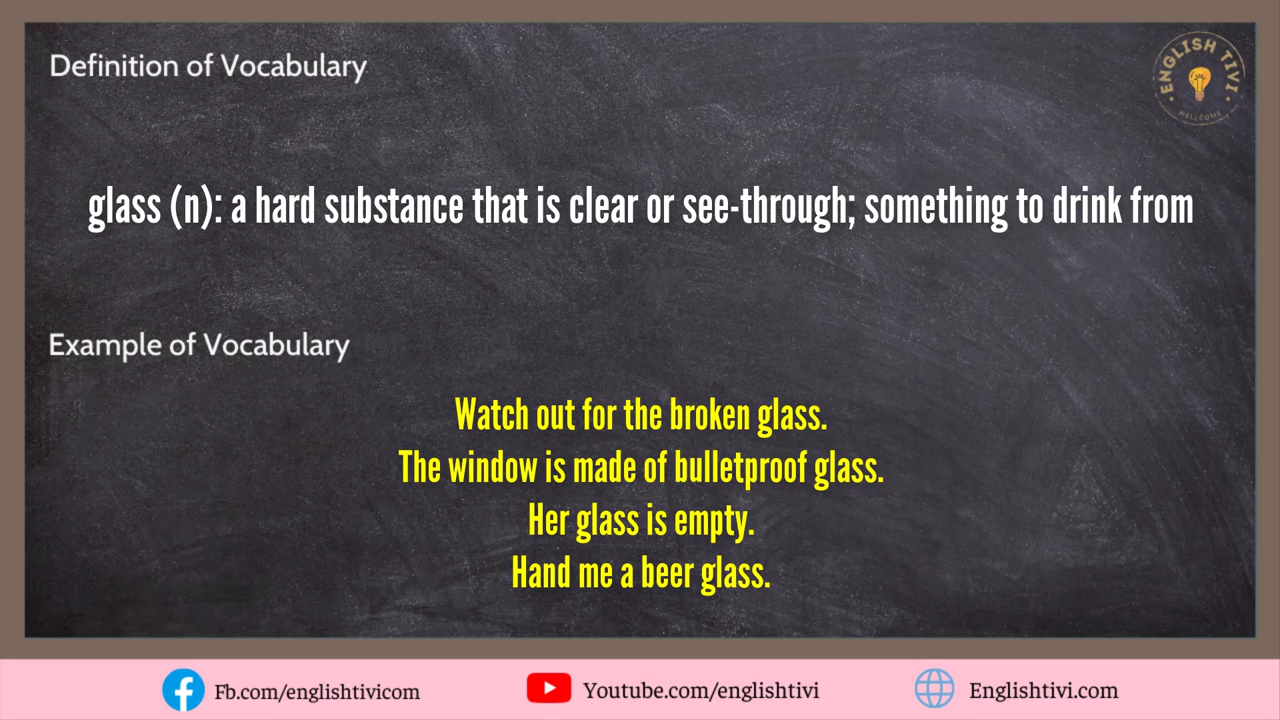 Definition of Vocabulary
ENGLISH TIVI
WELLCOME
glass (n): a hard substance that is clear or see-through; something to drink from
Example of Vocabulary
Watch out for the broken glass.
The window is made of bulletproof glass.
Her glass is empty.
Hand me a beer glass.
Fb.com/englishtivicom
Youtube.com/englishtivi
Englishtivi.com